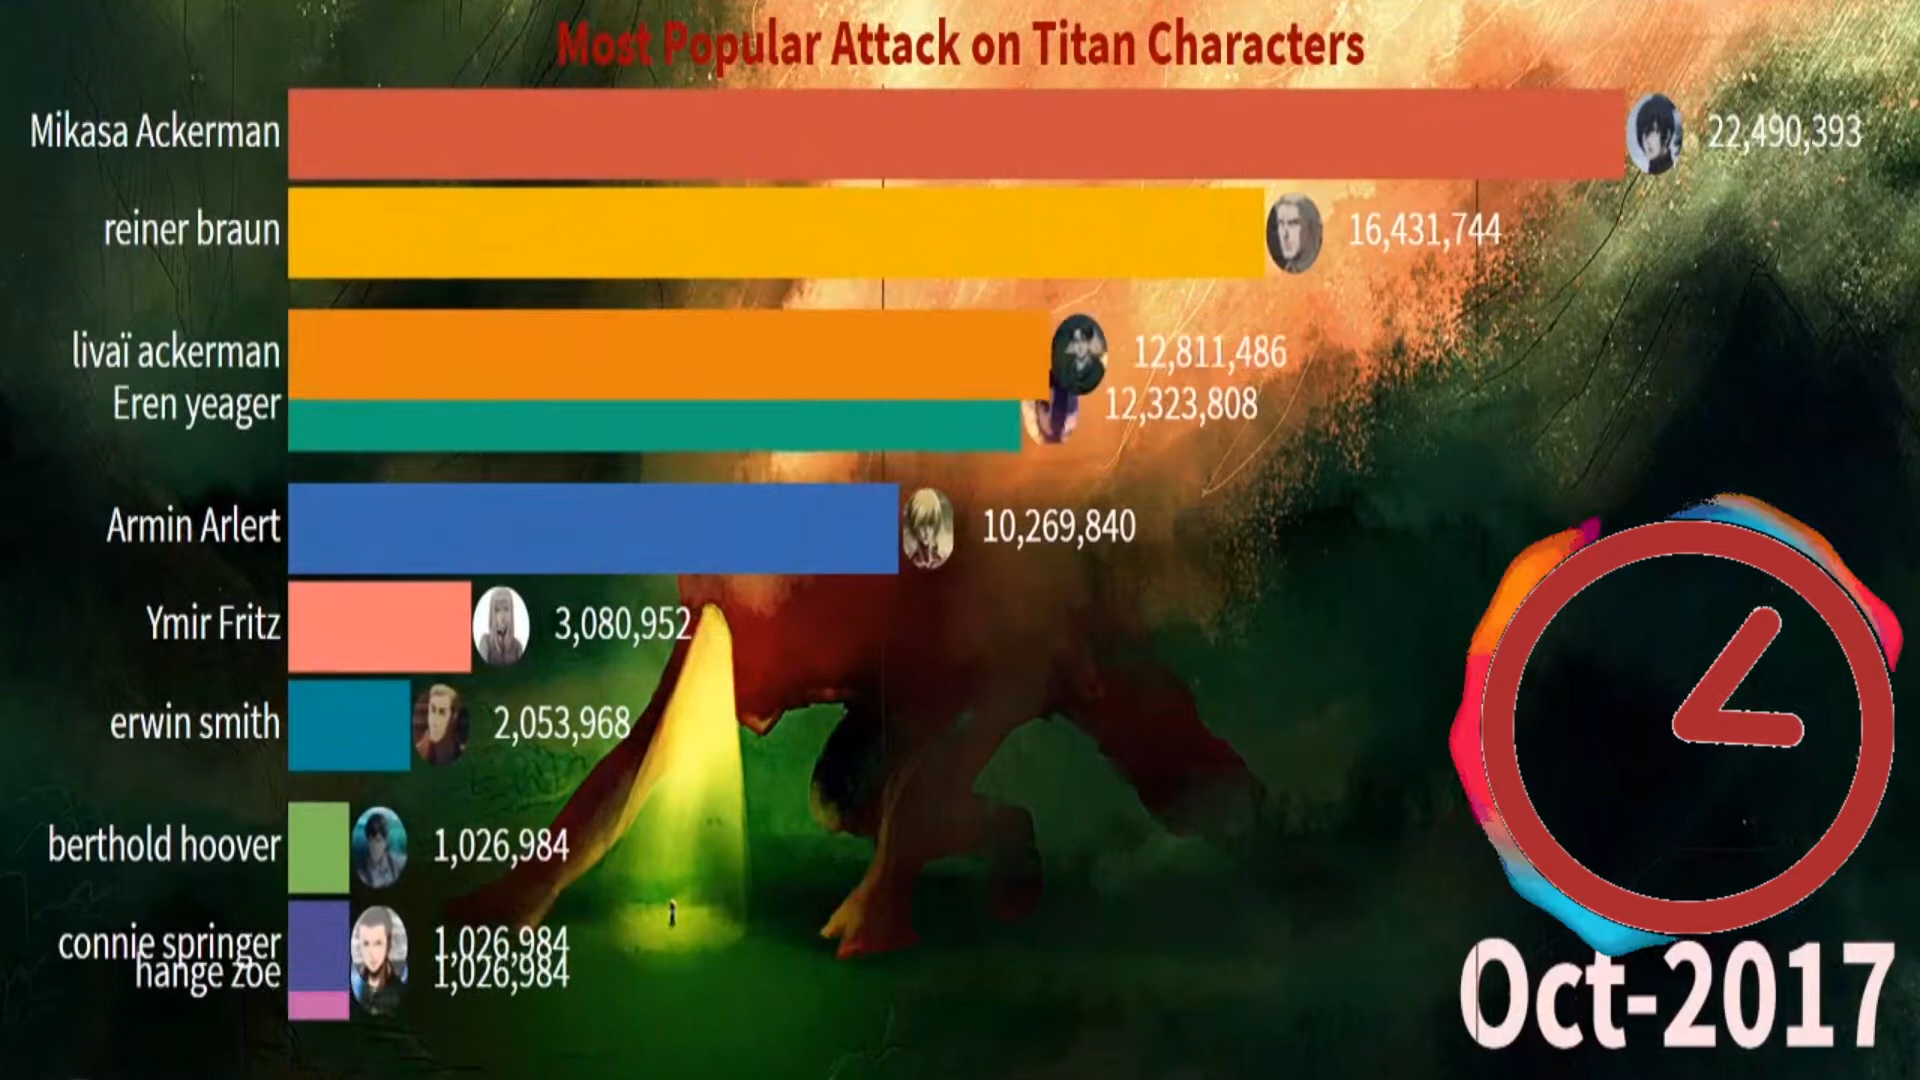 Most Popular Attack on Titan Characters
Mikasa Ackerman 22,490,393
reiner braun 16,431,744
livaï ackerman 12,811,486
Eren yeager 12,323,808
Armin Arlert 10,269,840
Ymir Fritz 3,080,952
erwin smith 2,053,968
berthold hoover 1,026,984
connie springer 1,026,984
hange zoe 1,026,984
Oct-2017